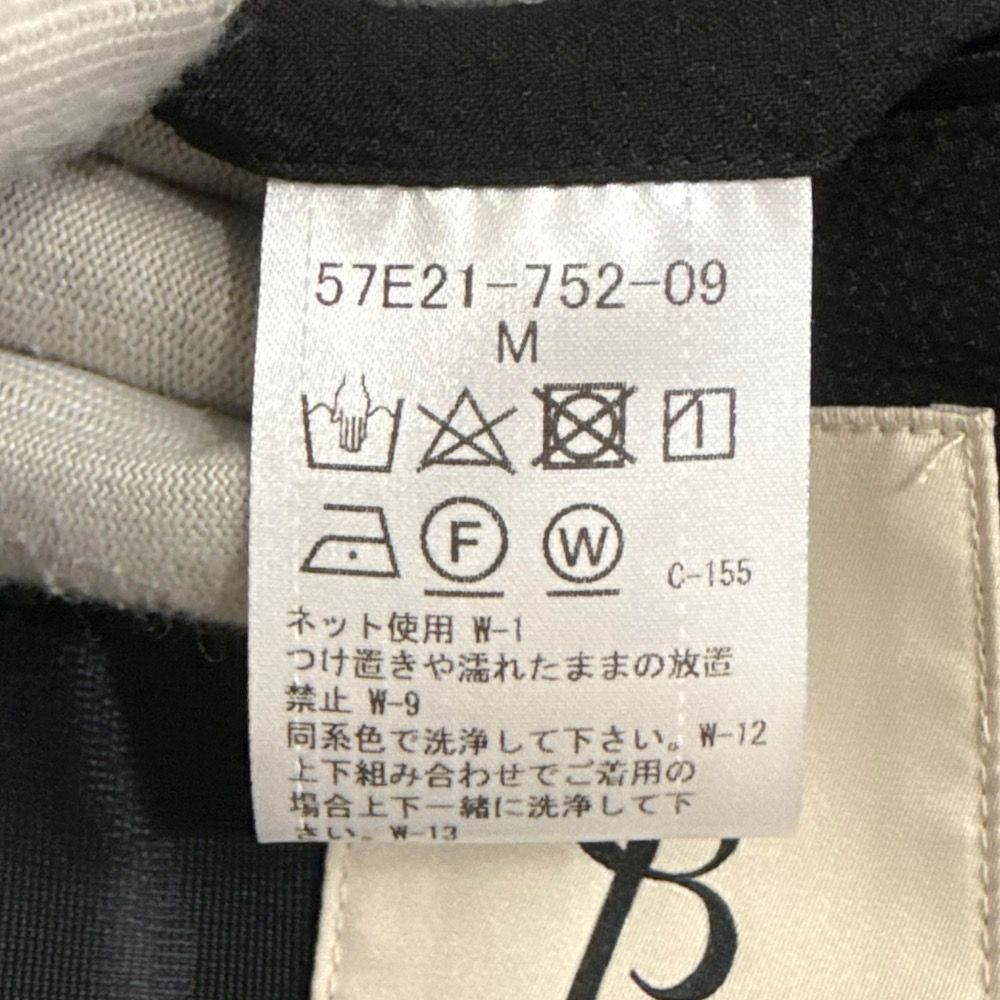 57E21-752-09
M
F W C-155
ネット使用 W-1
つけ置きや濡れたままの放置
禁止 W-9
同系色で洗浄して下さい。W-12
上下組み合わせでご着用の
場合上下一緒に洗浄して下
さい。W-13
B